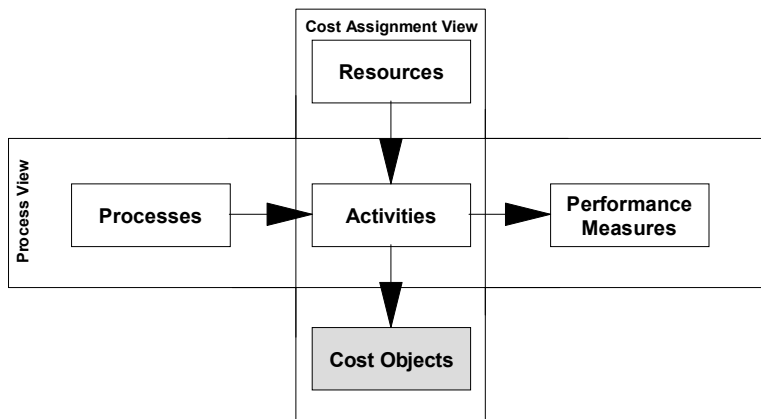 Cost Assignment View
Resources
Process View
Processes
Activities
Performance
Measures
Cost Objects